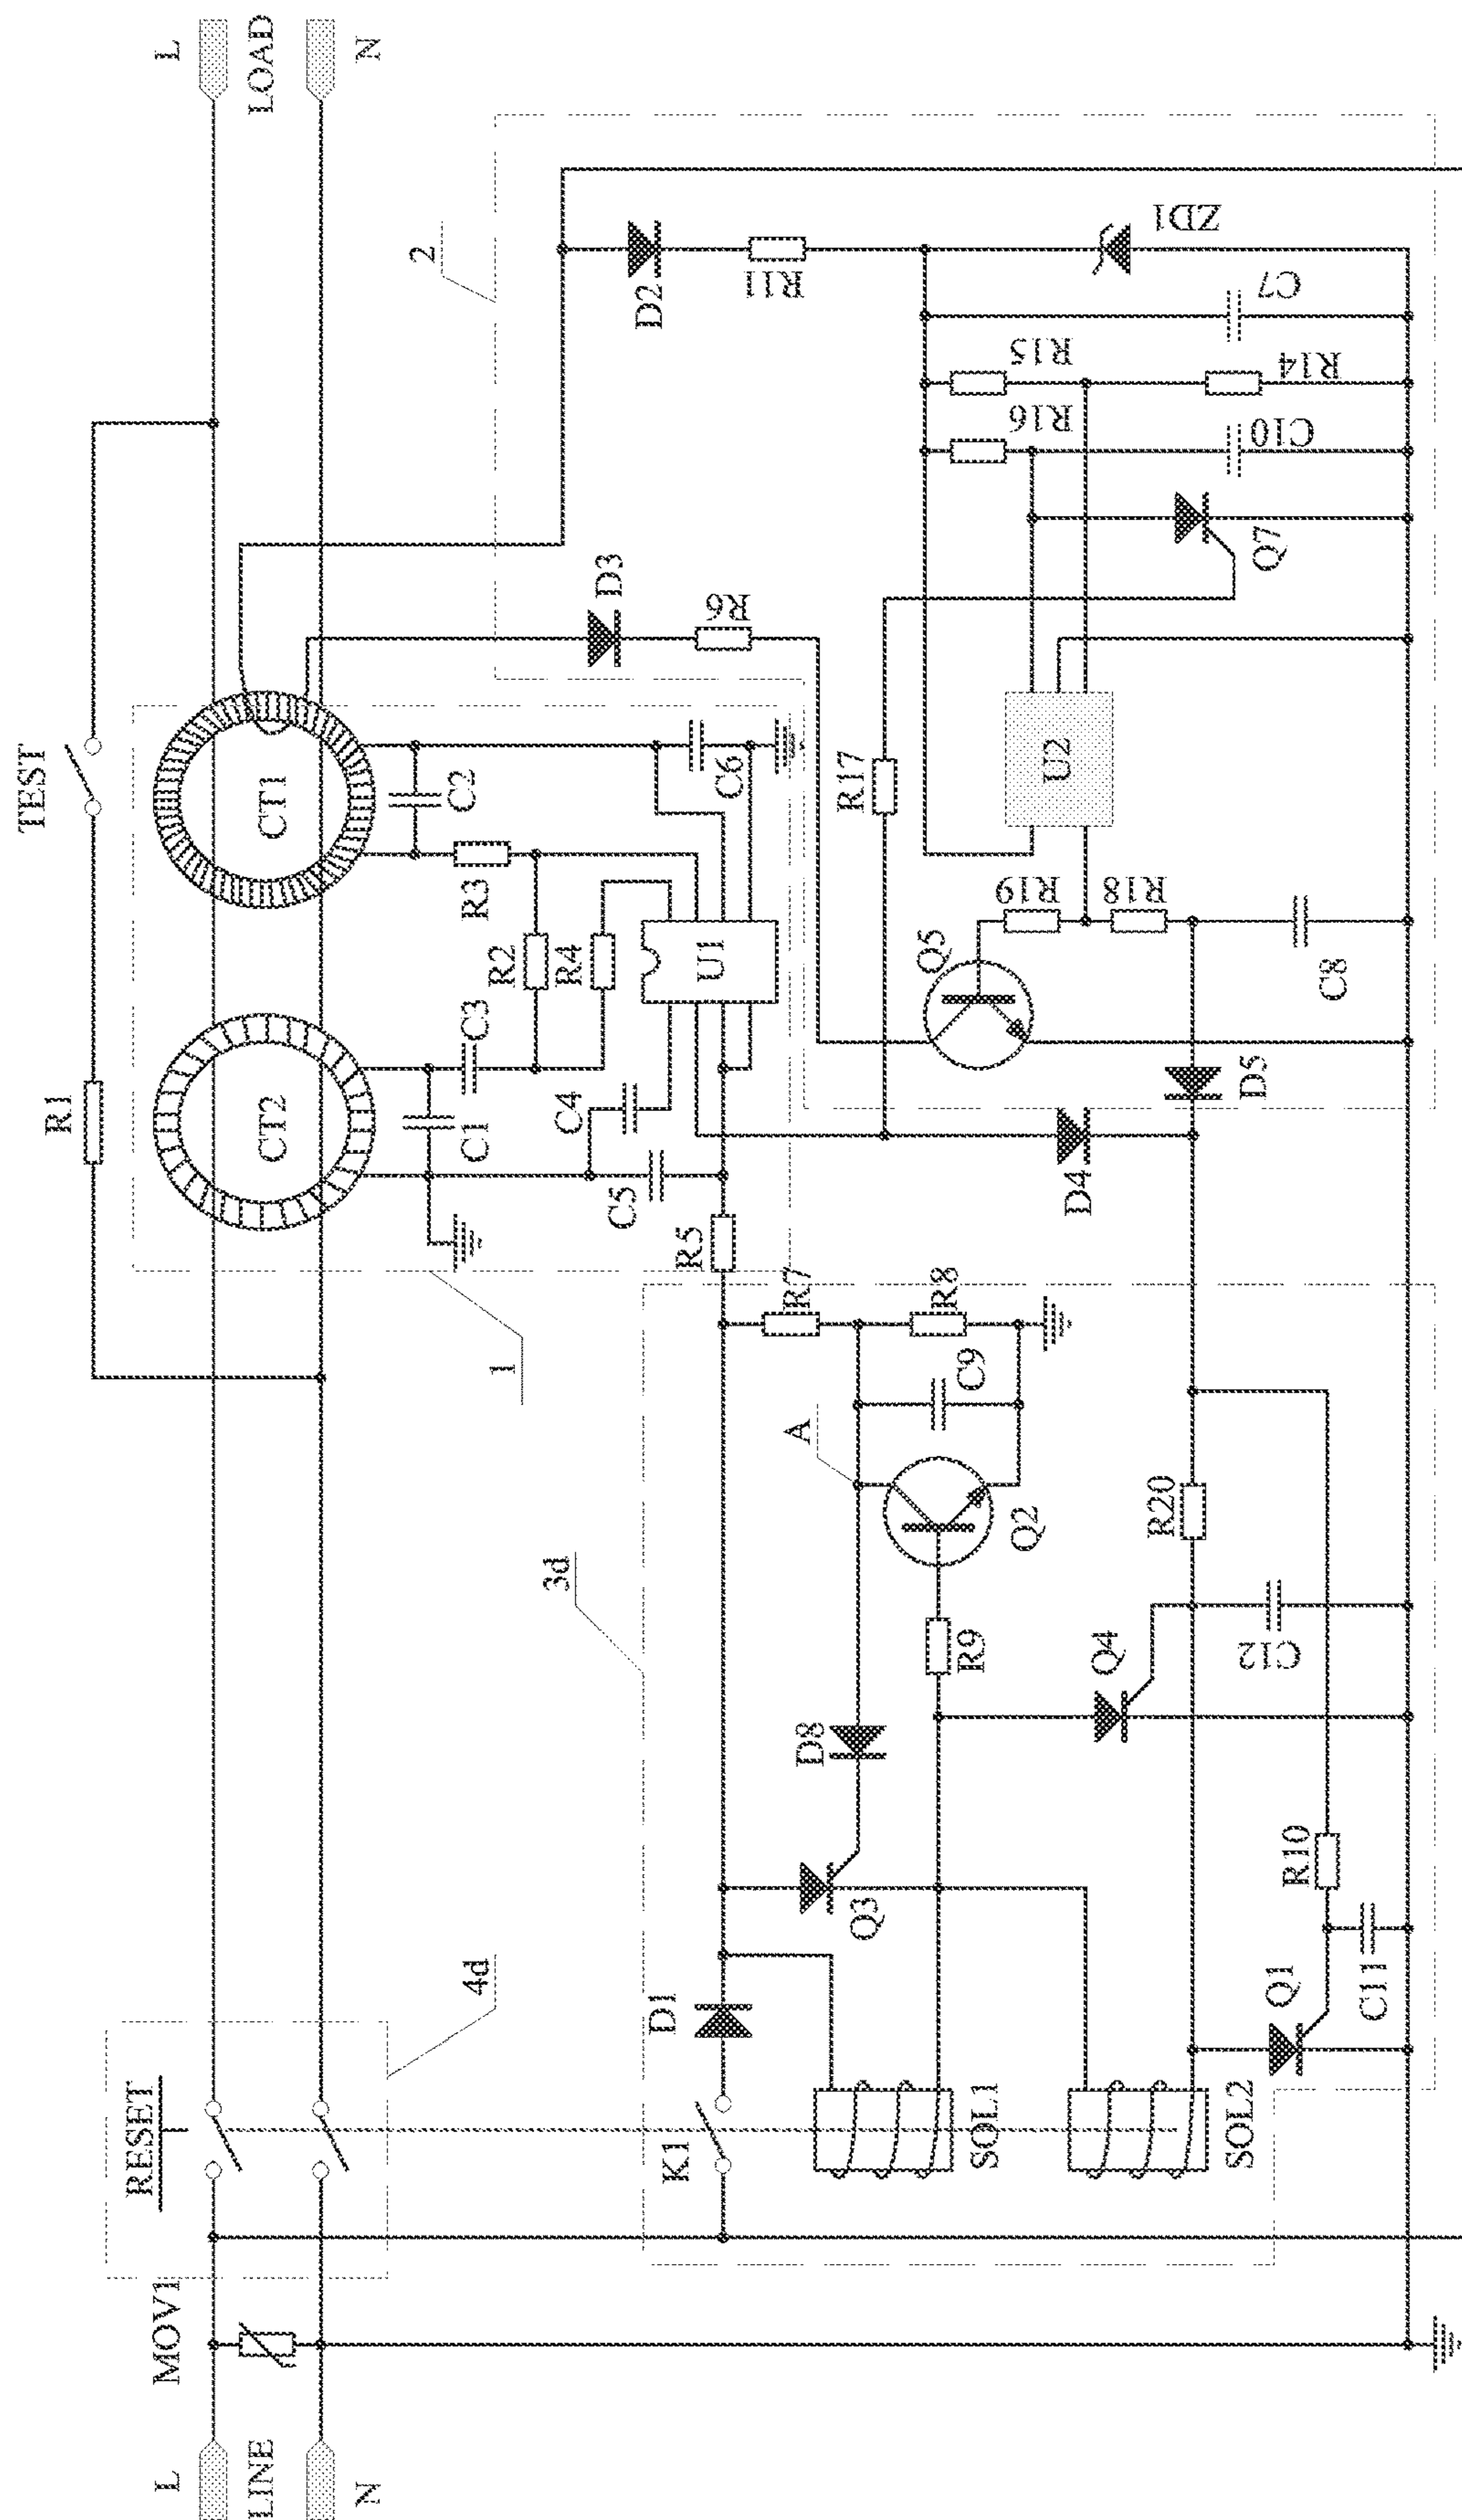 L
LINE
N
MOV1
RESET
4d
K1
D1
SOL1
SOL2
Q3
Q1
C11
R10
D8
Q4
C12
R9
3d
Q2
A
R20
C9
R7
R8
1
R1
TEST
CT2
CT1
C1
C3
C4
C5
R5
R2
R4
R3
C2
U1
C6
D4
D5
Q5
R19
R18
C8
R17
U2
D3
R6
2
Q7
R16
C10
R15
R14
C7
D2
R11
ZD1
L
LOAD
N